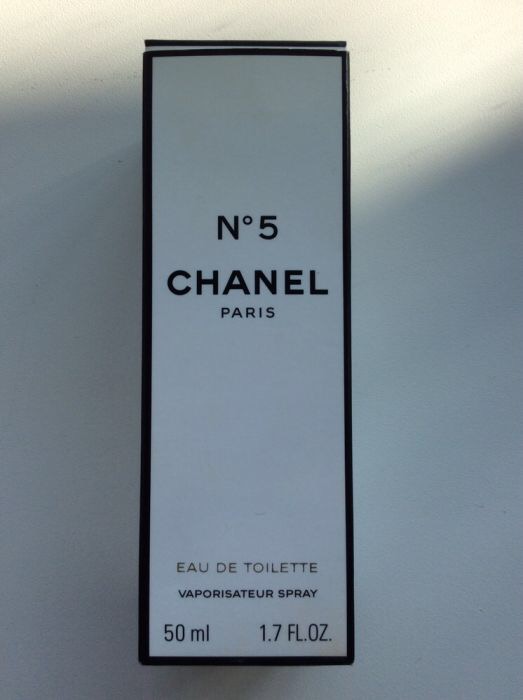 N°5
CHANEL
PARIS
EAU DE TOILETTE
VAPORISATEUR SPRAY
50 ml 1.7 FL.OZ.